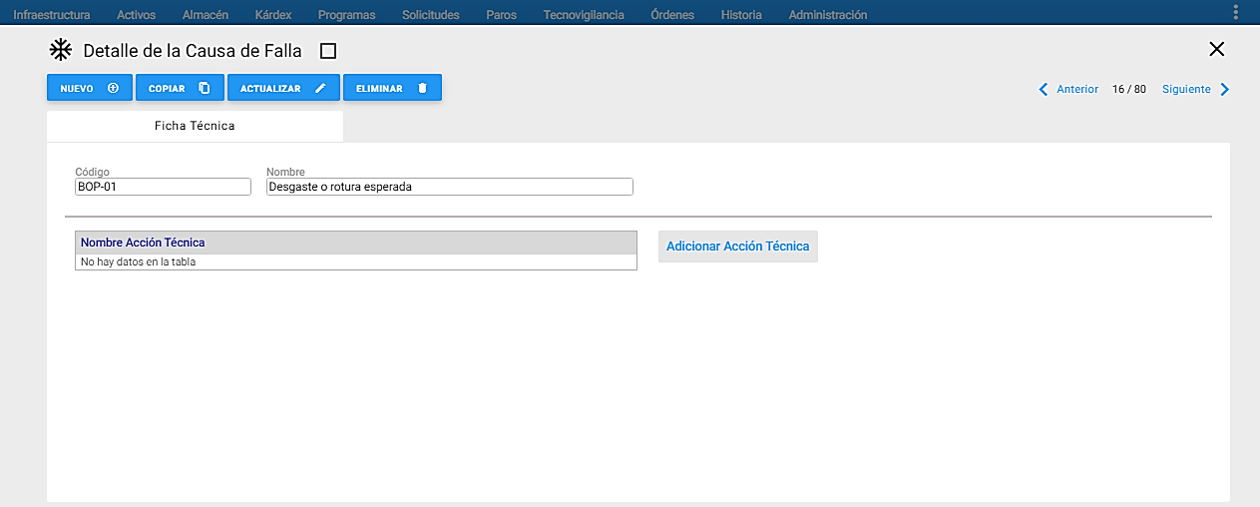 Infraestructura Activos Almacén Kárdex Programas Solicitudes Paros Tecnovigilancia Órdenes Historia Administración
Detalle de la Causa de Falla
NUEVO COPIAR ACTUALIZAR ELIMINAR Anterior 16 / 80 Siguiente
Ficha Técnica
Código Nombre
BOP-01 Desgaste o rotura esperada
Nombre Acción Técnica Adicionar Acción Técnica
No hay datos en la tabla